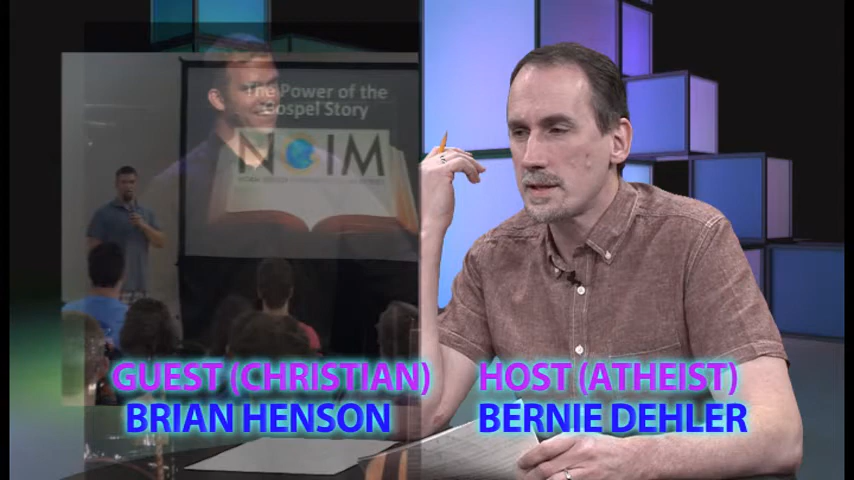 The Power of the
Gospel Story
NCIM
GUEST (CHRISTIAN)
BRIAN HENSON
HOST (ATHEIST)
BERNIE DEHLER